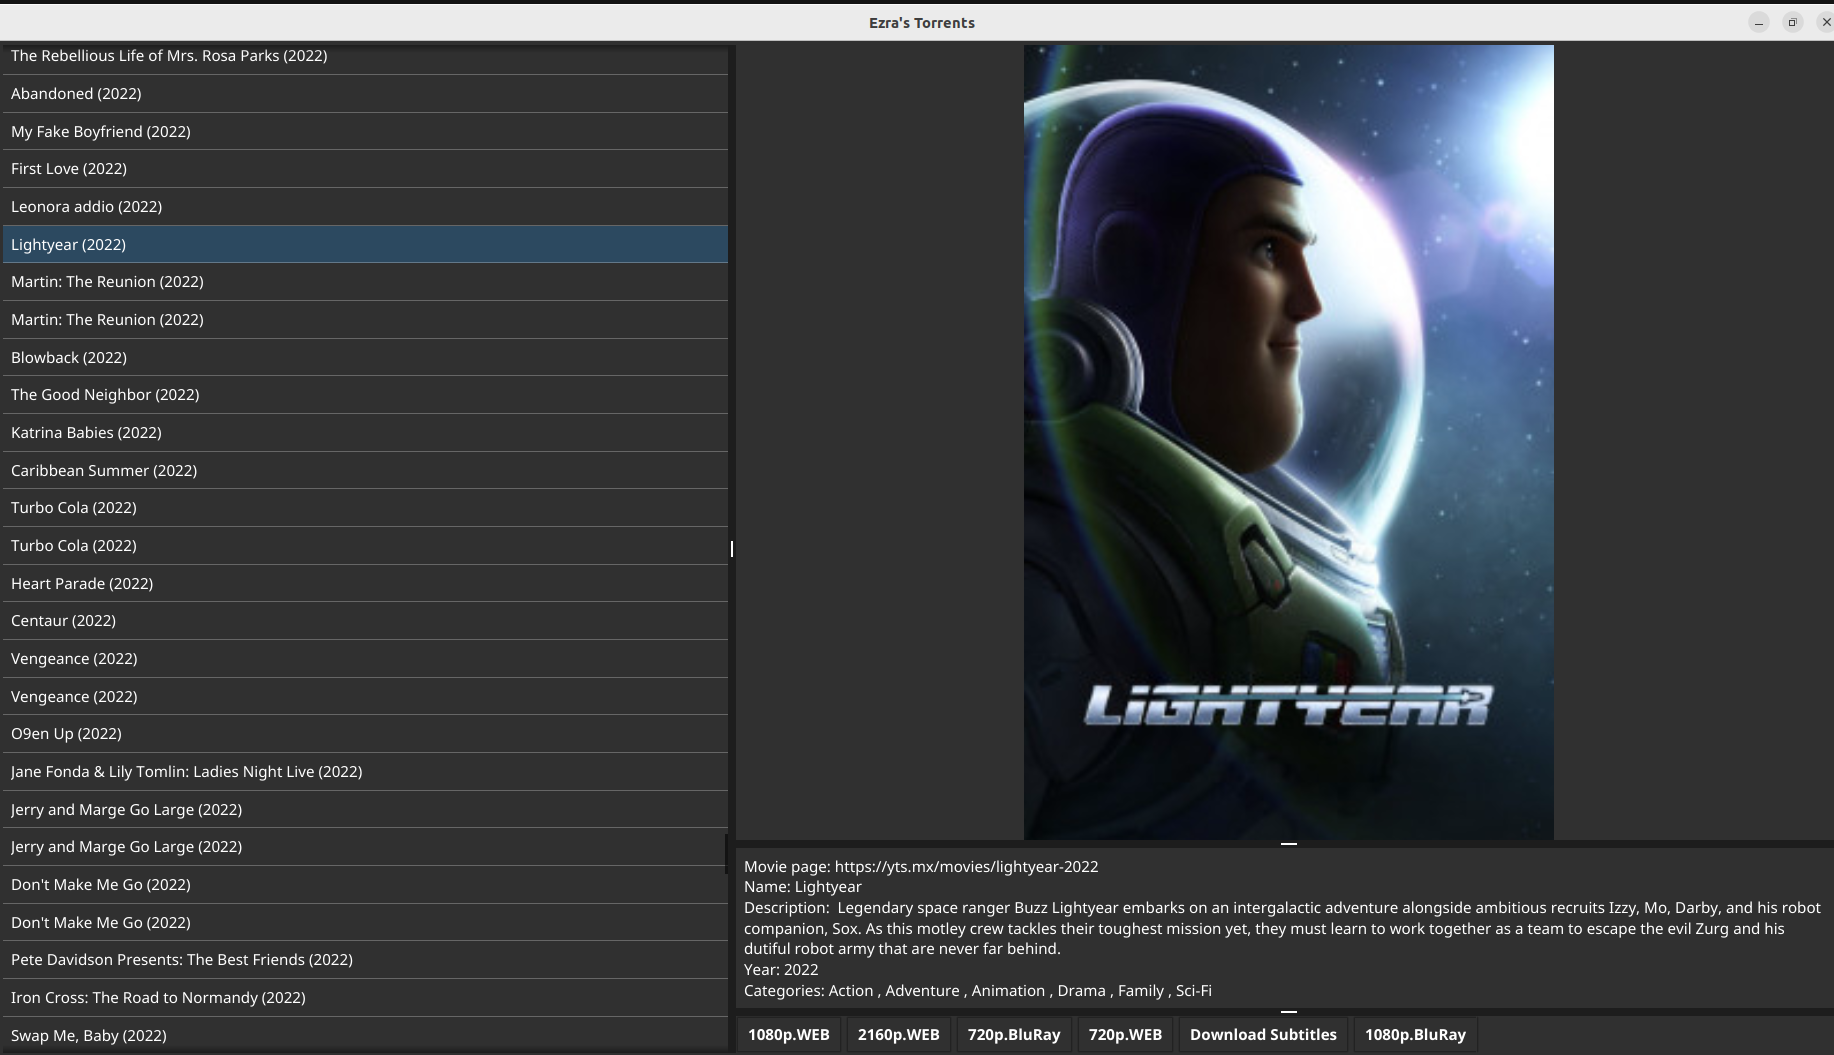 Ezra's Torrents
The Rebellious Life of Mrs. Rosa Parks (2022)
Abandoned (2022)
My Fake Boyfriend (2022)
First Love (2022)
Leonora addio (2022)
Lightyear (2022)
Martin: The Reunion (2022)
Martin: The Reunion (2022)
Blowback (2022)
The Good Neighbor (2022)
Katrina Babies (2022)
Caribbean Summer (2022)
Turbo Cola (2022)
Turbo Cola (2022)
Heart Parade (2022)
Centaur (2022)
Vengeance (2022)
Vengeance (2022)
O9en Up (2022)
Jane Fonda & Lily Tomlin: Ladies Night Live (2022)
Jerry and Marge Go Large (2022)
Jerry and Marge Go Large (2022)
Don't Make Me Go (2022)
Don't Make Me Go (2022)
Pete Davidson Presents: The Best Friends (2022)
Iron Cross: The Road to Normandy (2022)
Swap Me, Baby (2022)
LIGHTYEAR
Movie page: https://yts.mx/movies/lightyear-2022
Name: Lightyear
Description:  Legendary space ranger Buzz Lightyear embarks on an intergalactic adventure alongside ambitious recruits Izzy, Mo, Darby, and his robot
companion, Sox. As this motley crew tackles their toughest mission yet, they must learn to work together as a team to escape the evil Zurg and his
dutiful robot army that are never far behind.
Year: 2022
Categories: Action , Adventure , Animation , Drama , Family , Sci-Fi
1080p.WEB 2160p.WEB 720p.BluRay 720p.WEB Download Subtitles 1080p.BluRay